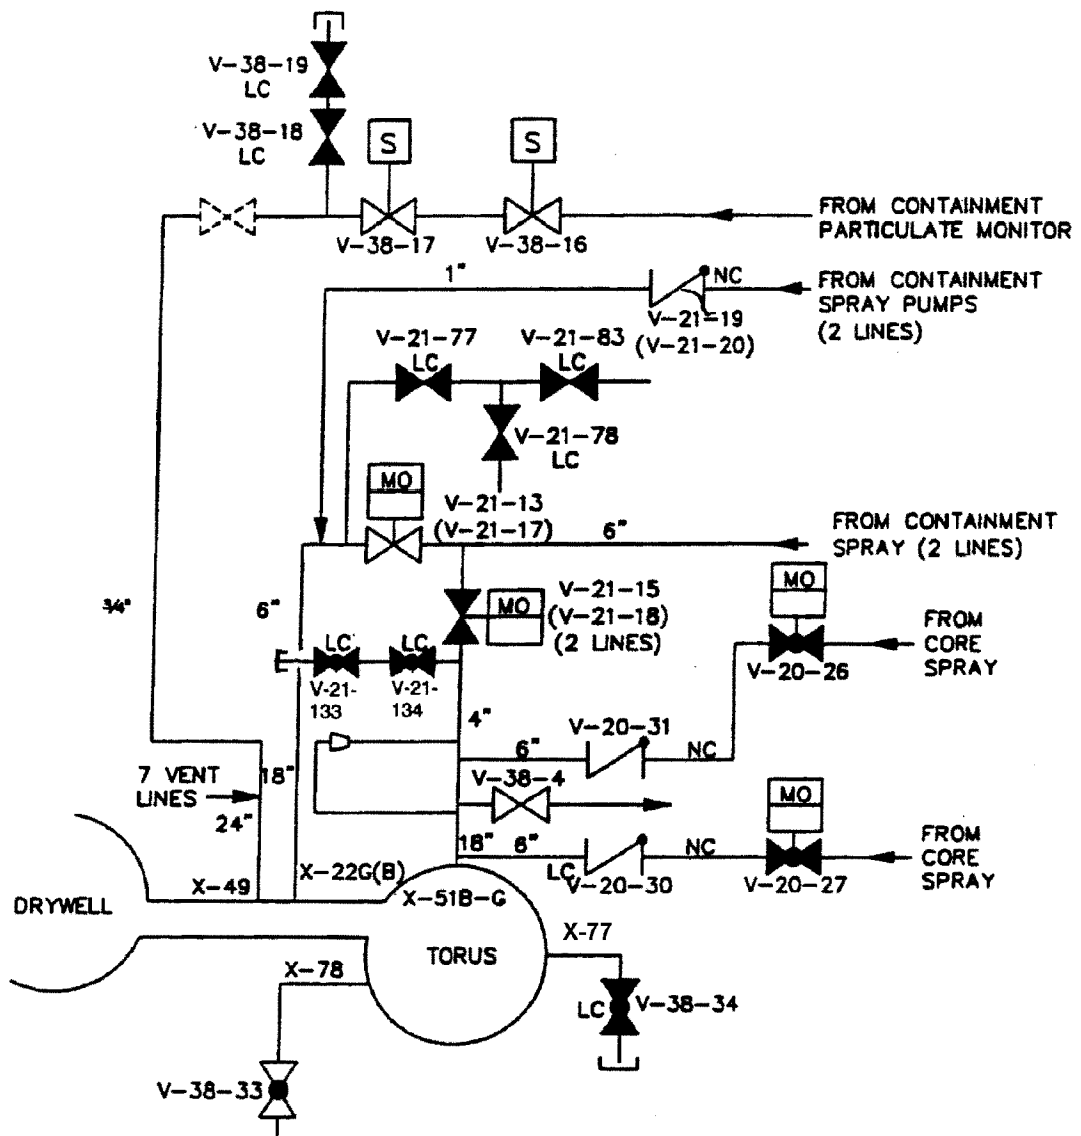 V-38-19
LC
V-38-18
LC
S
S
V-38-17
V-38-16
FROM CONTAINMENT
PARTICULATE MONITOR
1"
NC
V-21-19
(V-21-20)
FROM CONTAINMENT
SPRAY PUMPS
(2 LINES)
V-21-77
LC
V-21-83
LC
V-21-78
LC
MO
V-21-13
(V-21-17)
6"
FROM CONTAINMENT
SPRAY (2 LINES)
3/4"
6"
MO
V-21-15
(V-21-18)
(2 LINES)
MO
V-20-26
FROM
CORE
SPRAY
LC
LC
V-21-
133
V-21-
134
4"
V-20-31
6"
NC
7 VENT
LINES
18"
24"
V-38-4
MO
18"
6"
NC
LC
V-20-30
V-20-27
FROM
CORE
SPRAY
X-22G(B)
X-49
X-51B-G
DRYWELL
TORUS
X-77
X-78
LC
V-38-34
V-38-33